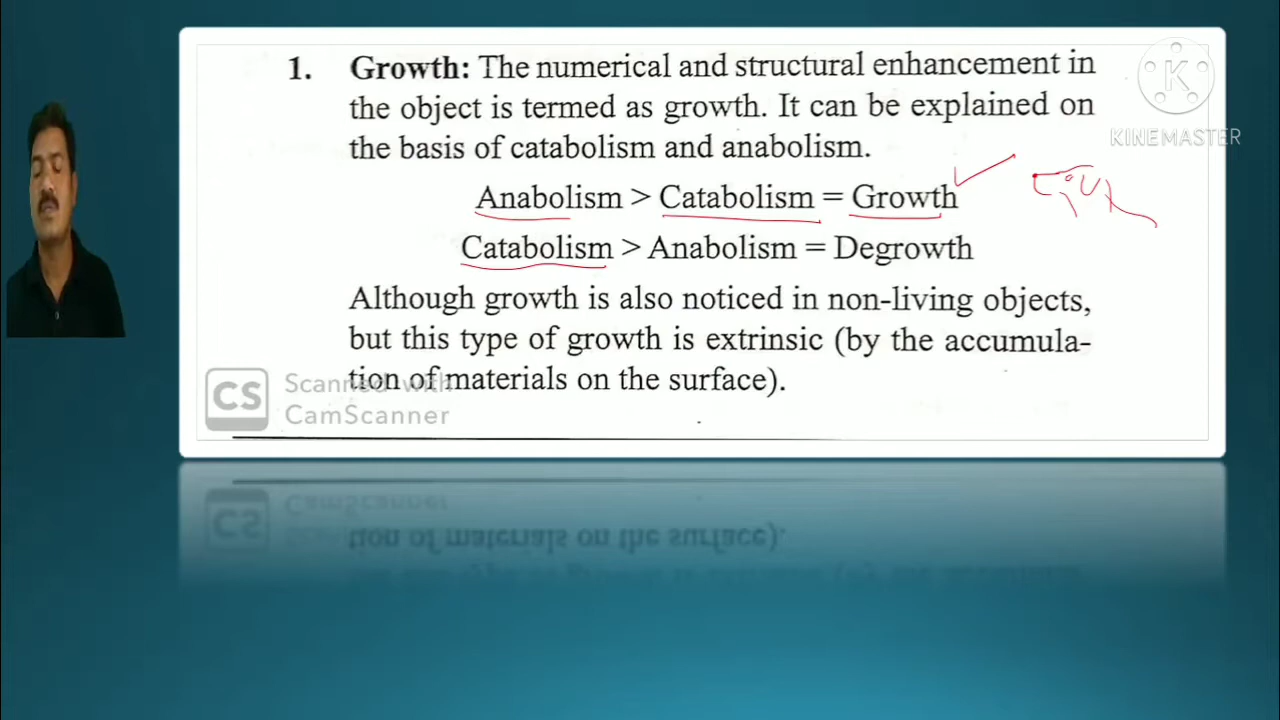 1. Growth: The numerical and structural enhancement in
the object is termed as growth. It can be explained on
the basis of catabolism and anabolism.
Anabolism > Catabolism = Growth
Catabolism > Anabolism = Degrowth
Although growth is also noticed in non-living objects,
but this type of growth is extrinsic (by the accumula-
tion of materials on the surface).
K
KINEMASTER
CS
Scanned with
CamScanner